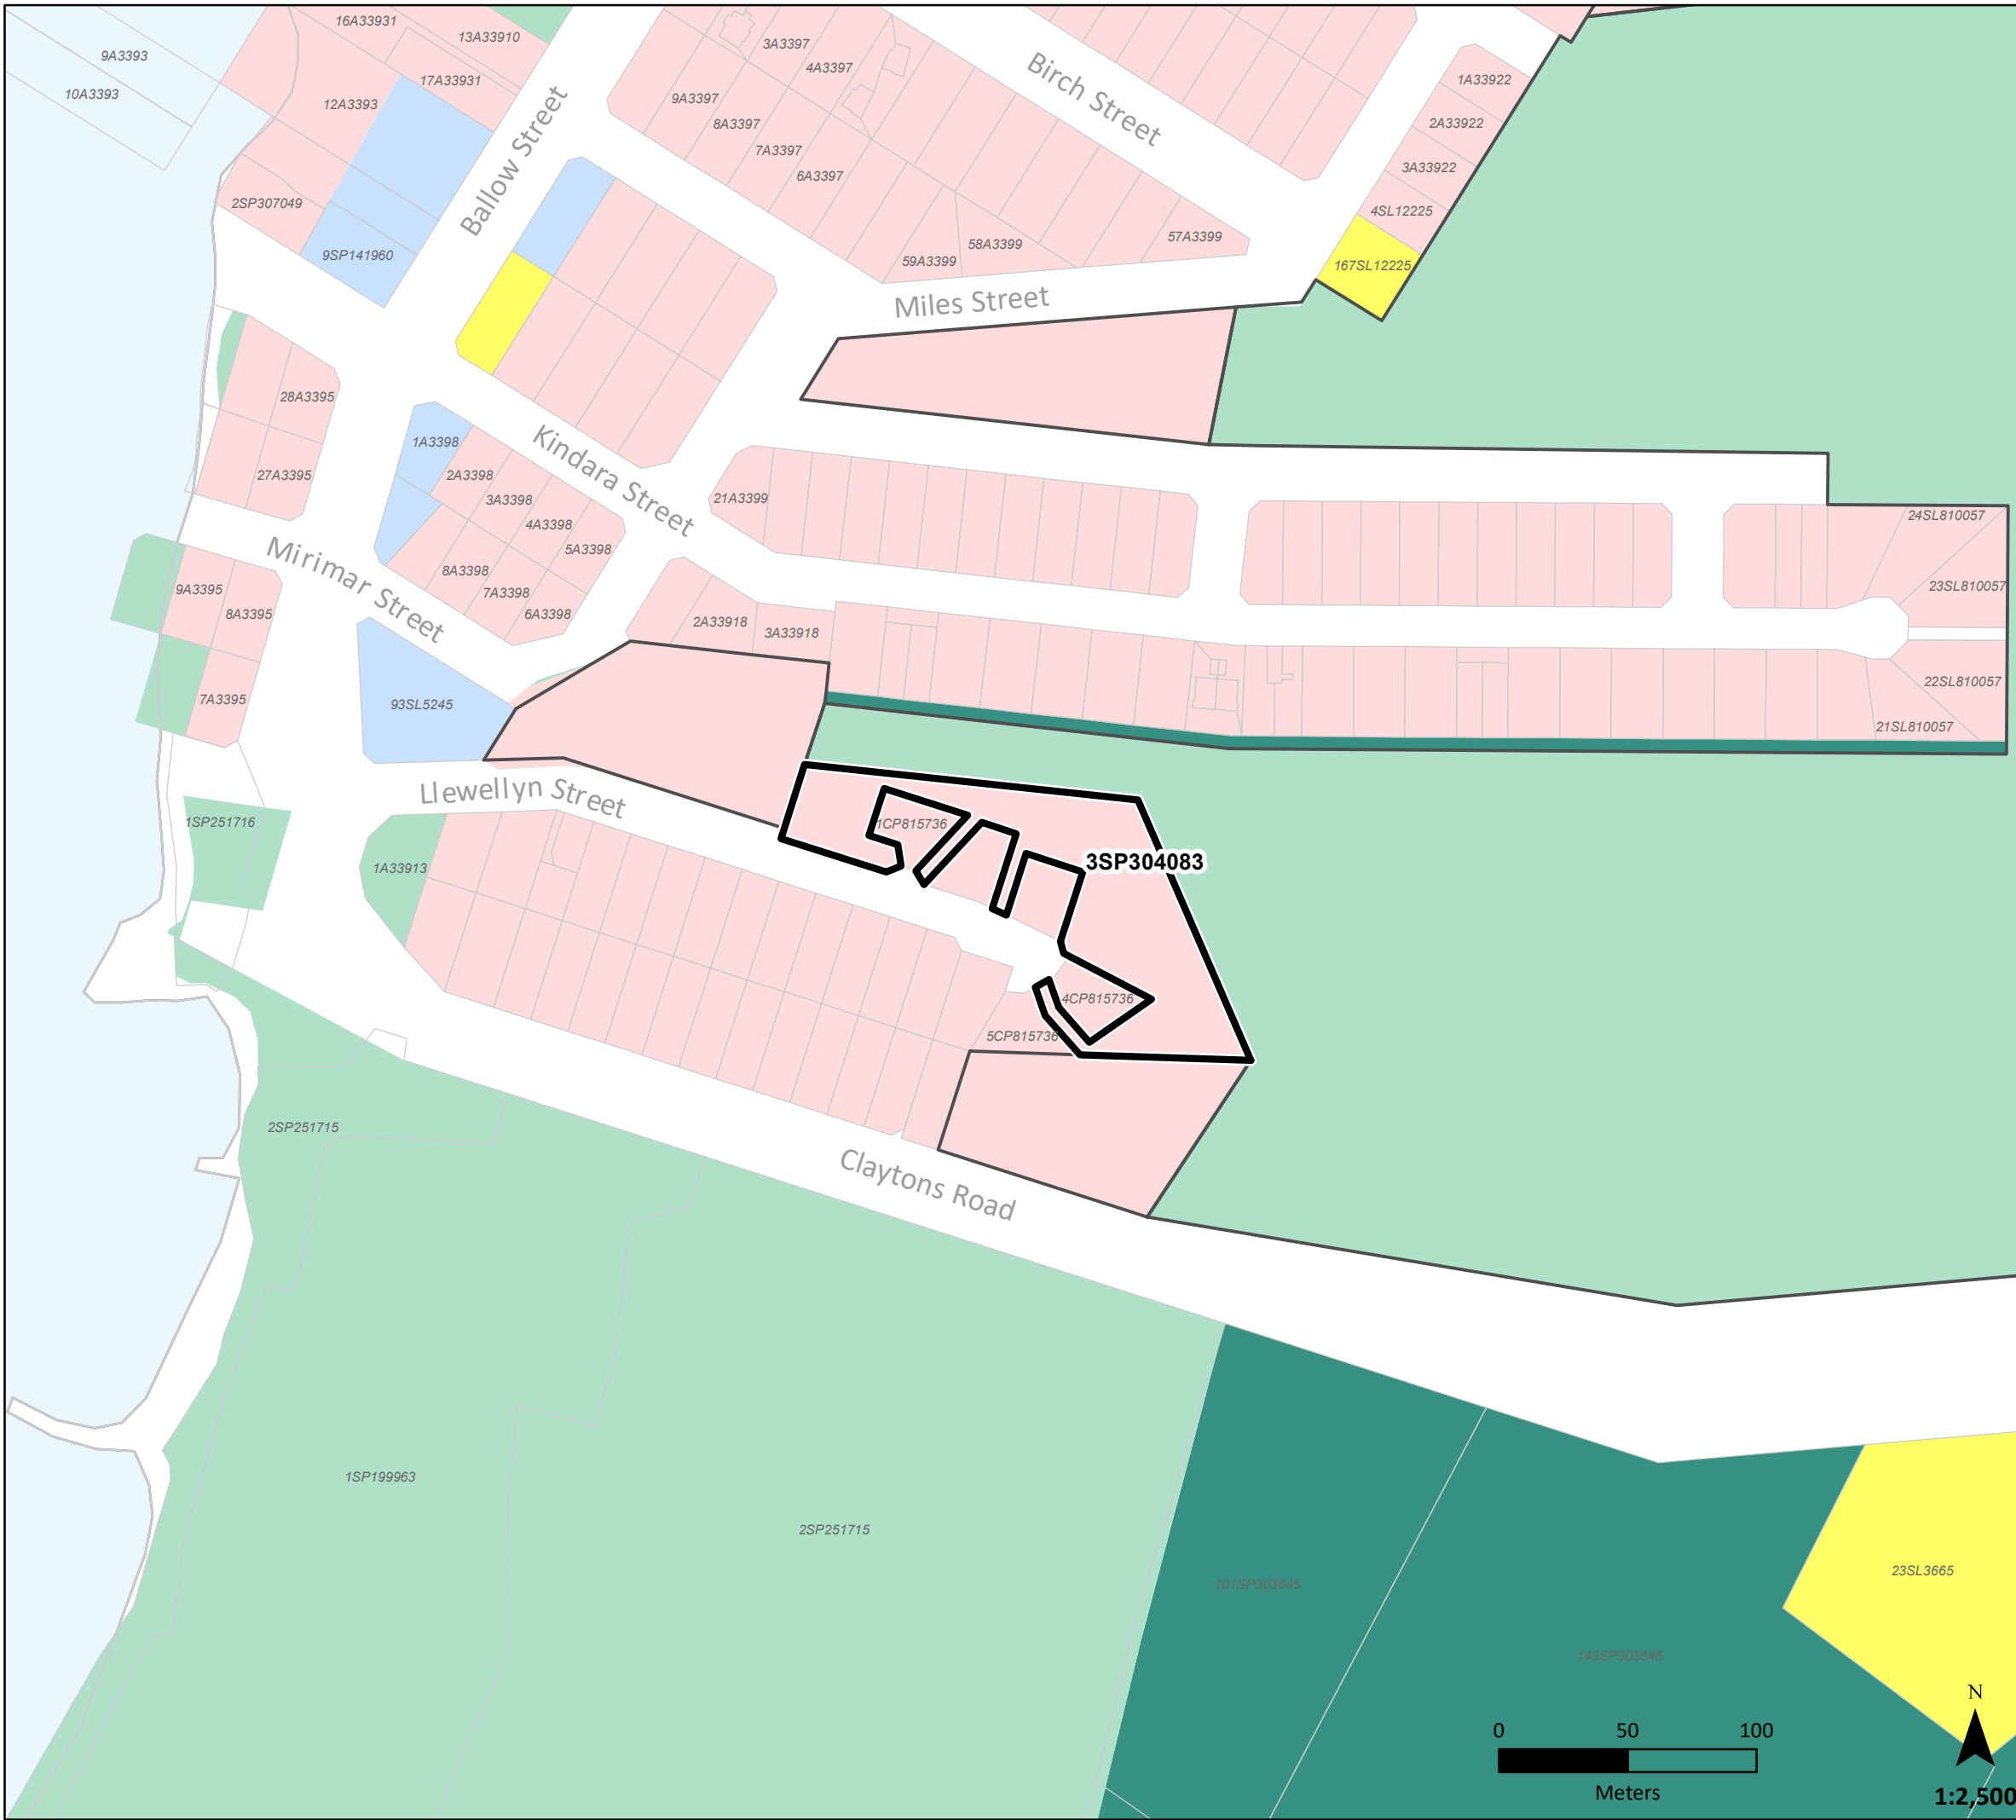 16A33931
13A33910
9A3393
3A3397
4A3397
17A33931
10A3393
12A3393
9A3397
8A3397
7A3397
6A3397
Birch Street
1A33922
2A33922
3A33922
4SL12225
Ballow Street
2SP307049
9SP141960
59A3399
58A3399
57A3399
167SL12225
Miles Street
28A3395
27A3395
1A3398
2A3398
3A3398
4A3398
5A3398
8A3398
7A3398
6A3398
Kindara Street
21A3399
24SL810057
23SL810057
22SL810057
21SL810057
Mirimar Street
9A3395
8A3395
7A3395
2A33918
3A33918
93SL5245
Llewellyn Street
1SP251716
1A33913
1CP815736
3SP304083
4CP815736
5CP815736
2SP251715
Claytons Road
1SP199963
2SP251715
101SP303645
143SP303645
23SL3665
N
0 50 100
Meters
1:2,500